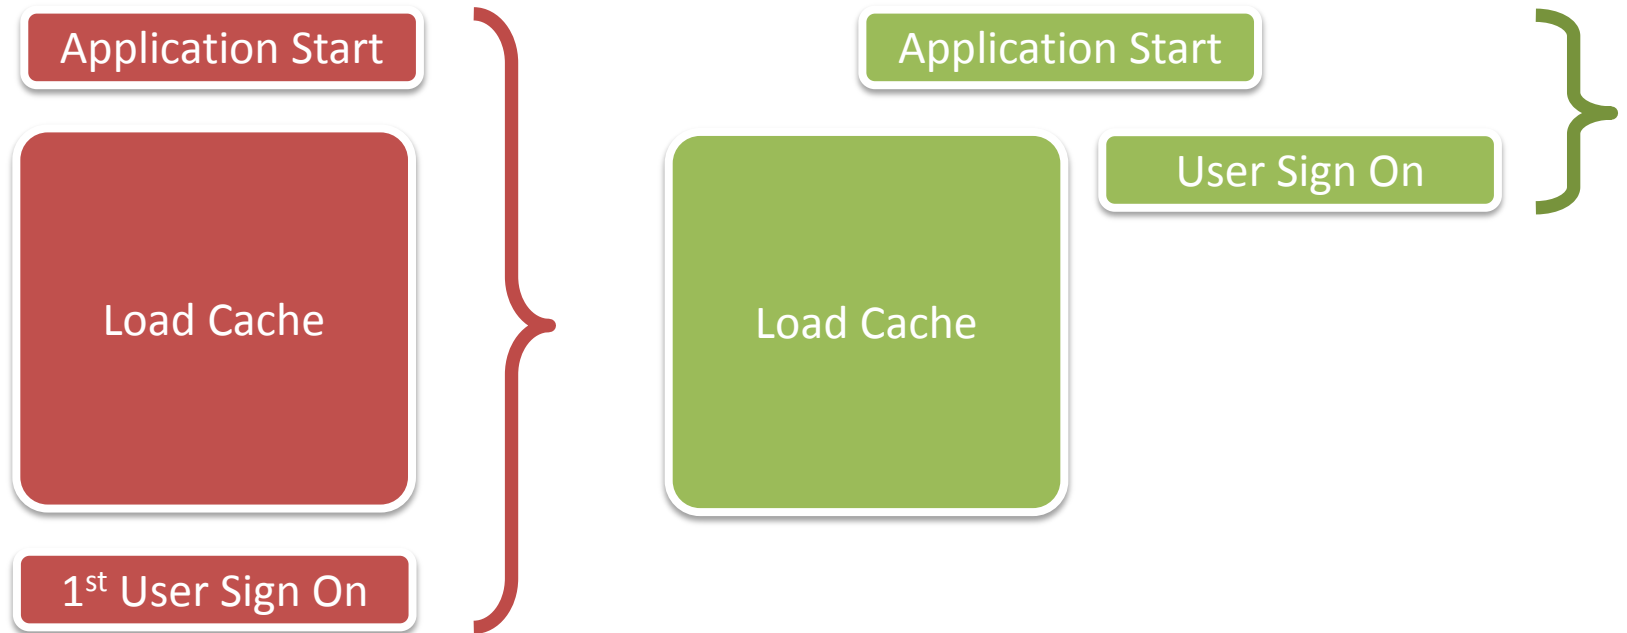 Application Start
Load Cache
1st User Sign On
Application Start
Load Cache
User Sign On